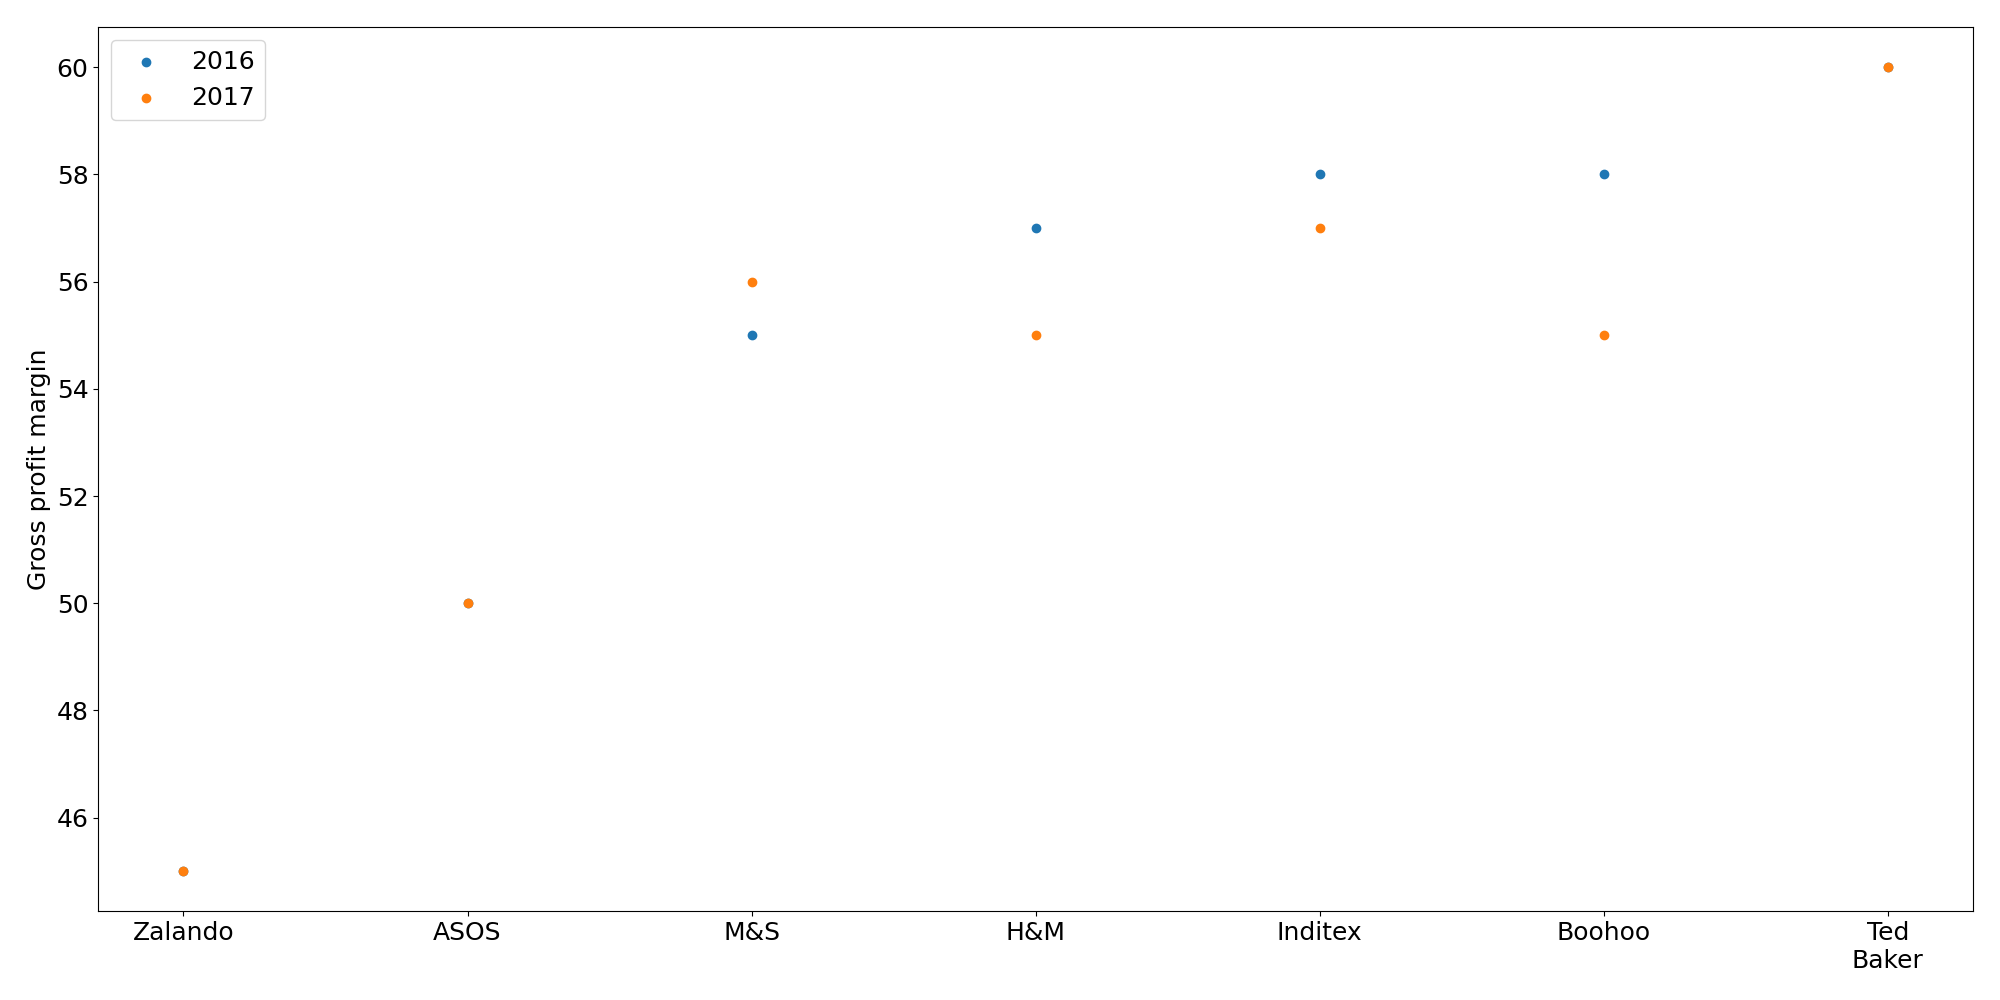 2016
2017
60
58
56
54
52
50
48
46
Gross profit margin
Zalando
ASOS
M&S
H&M
Inditex
Boohoo
Ted
Baker